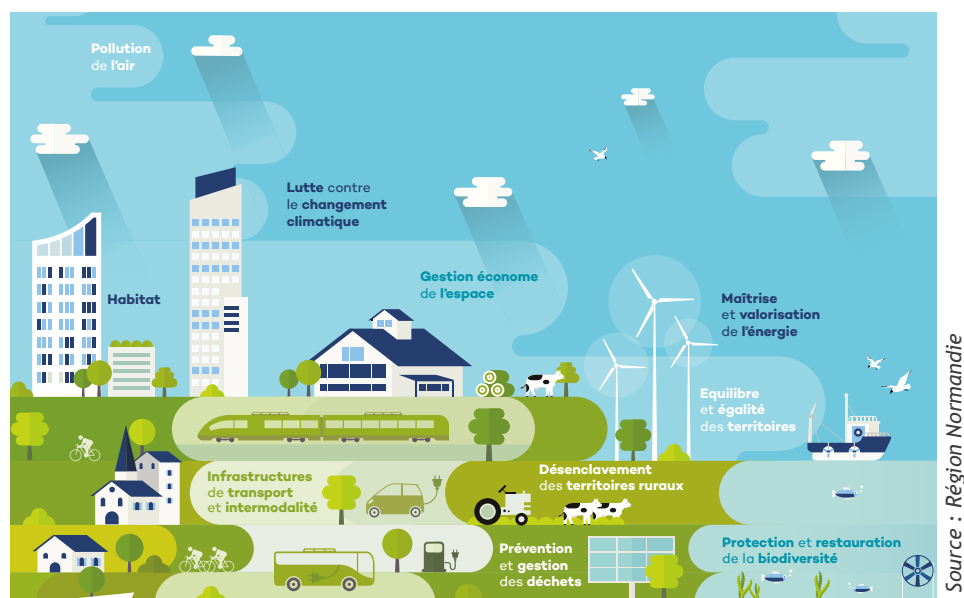 Pollution
de l'air
Lutte contre
le changement
climatique
Habitat
Gestion économe
de l'espace
Maîtrise
et valorisation
de l'énergie
Equilibre
et égalité
des territoires
Infrastructures
de transport
et intermodalité
Désenclavement
des territoires ruraux
Prévention
et gestion
des déchets
Protection et restauration
de la biodiversité
Source : Région Normandie